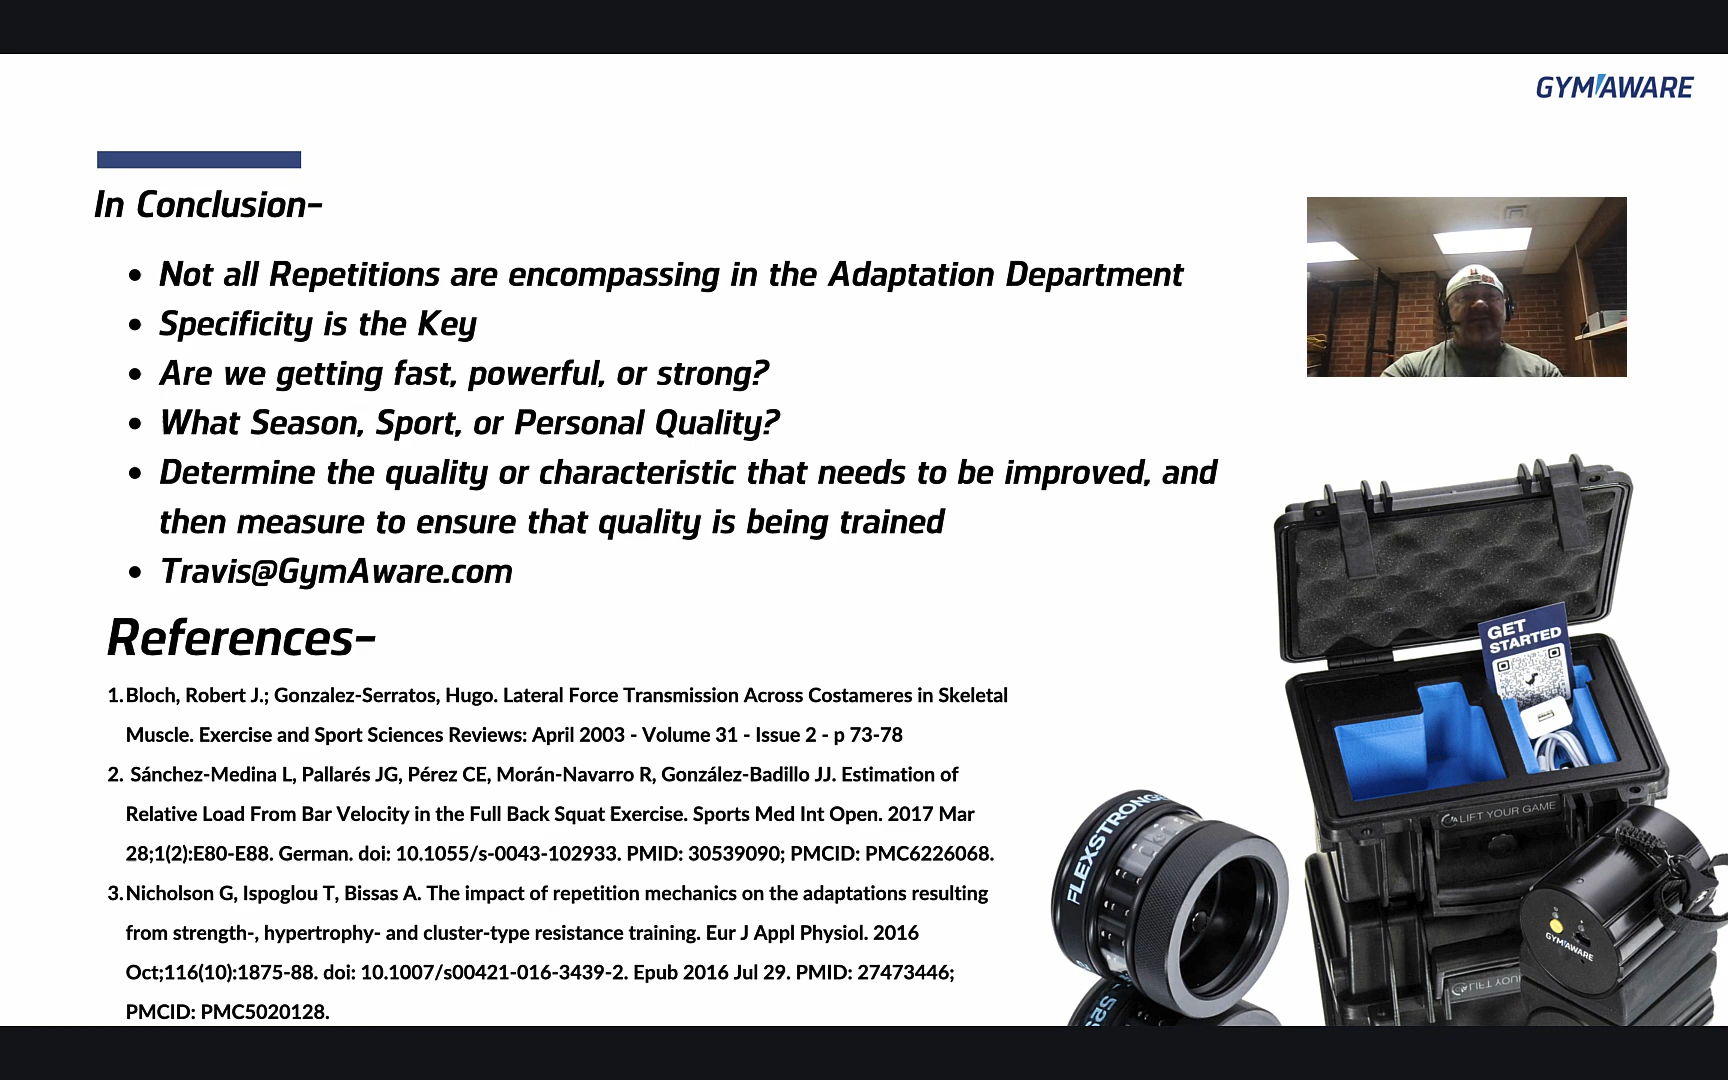 GYMAWARE
In Conclusion-
• Not all Repetitions are encompassing in the Adaptation Department
• Specificity is the Key
• Are we getting fast, powerful, or strong?
• What Season, Sport, or Personal Quality?
• Determine the quality or characteristic that needs to be improved, and
then measure to ensure that quality is being trained
• Travis@GymAware.com
References-
1. Bloch, Robert J.; Gonzalez-Serratos, Hugo. Lateral Force Transmission Across Costameres in Skeletal
Muscle. Exercise and Sport Sciences Reviews: April 2003 - Volume 31 - Issue 2 - p 73-78
2. Sánchez-Medina L, Pallarés JG, Pérez CE, Morán-Navarro R, González-Badillo JJ. Estimation of
Relative Load From Bar Velocity in the Full Back Squat Exercise. Sports Med Int Open. 2017 Mar
28;1(2):E80-E88. German. doi: 10.1055/s-0043-102933. PMID: 30539090; PMCID: PMC6226068.
3. Nicholson G, Ispoglou T, Bissas A. The impact of repetition mechanics on the adaptations resulting
from strength-, hypertrophy- and cluster-type resistance training. Eur J Appl Physiol. 2016
Oct;116(10):1875-88. doi: 10.1007/s00421-016-3439-2. Epub 2016 Jul 29. PMID: 27473446;
PMCID: PMC5020128.
GET
STARTED
LIFT YOUR GAME
FLEXSTRONG
GYMAWARE
LIFT YOU